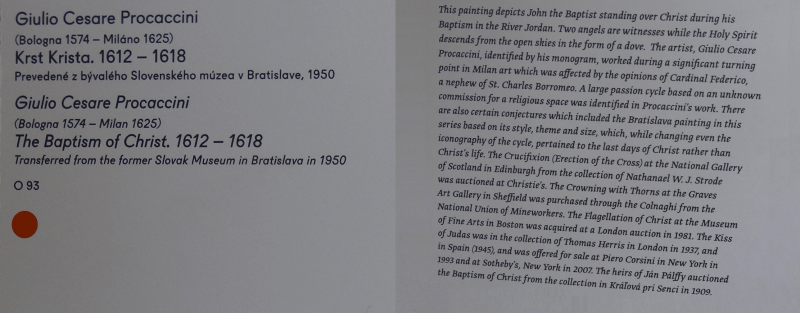 Giulio Cesare Procaccini
(Bologna 1574 – Miláno 1625)
Krst Krista. 1612 – 1618
Prevedené z bývalého Slovenského múzea v Bratislave, 1950
Giulio Cesare Procaccini
(Bologna 1574 – Milan 1625)
The Baptism of Christ. 1612 – 1618
Transferred from the former Slovak Museum in Bratislava in 1950
O 93
This painting depicts John the Baptist standing over Christ during his
Baptism in the River Jordan. Two angels are witnesses while the Holy Spirit
descends from the open skies in the form of a dove. The artist, Giulio Cesare
Procaccini, identified by his monogram, worked during a significant turning
point in Milan art which was affected by the opinions of Cardinal Federico,
a nephew of St. Charles Borromeo. A large passion cycle based on an unknown
commission for a religious space was identified in Procaccini's work. There
are also certain conjectures which included the Bratislava painting in this
series based on its style, theme and size, which, while changing even the
iconography of the cycle, pertained to the last days of Christ rather than
Christ's life. The Crucifixion (Erection of the Cross) at the National Gallery
of Scotland in Edinburgh from the collection of Nathanael W. J. Strode
was auctioned at Christie's. The Crowning with Thorns at the Graves
Art Gallery in Sheffield was purchased through the Colnaghi from the
National Union of Mineworkers. The Flagellation of Christ at the Museum
of Fine Arts in Boston was acquired at a London auction in 1981. The Kiss
of Judas was in the collection of Thomas Herris in London in 1937, and
in Spain (1945), and was offered for sale at Piero Corsini in New York in
1993 and at Sotheby's, New York in 2007. The heirs of Ján Pálffy auctioned
the Baptism of Christ from the collection in Kráľová pri Senci in 1909.